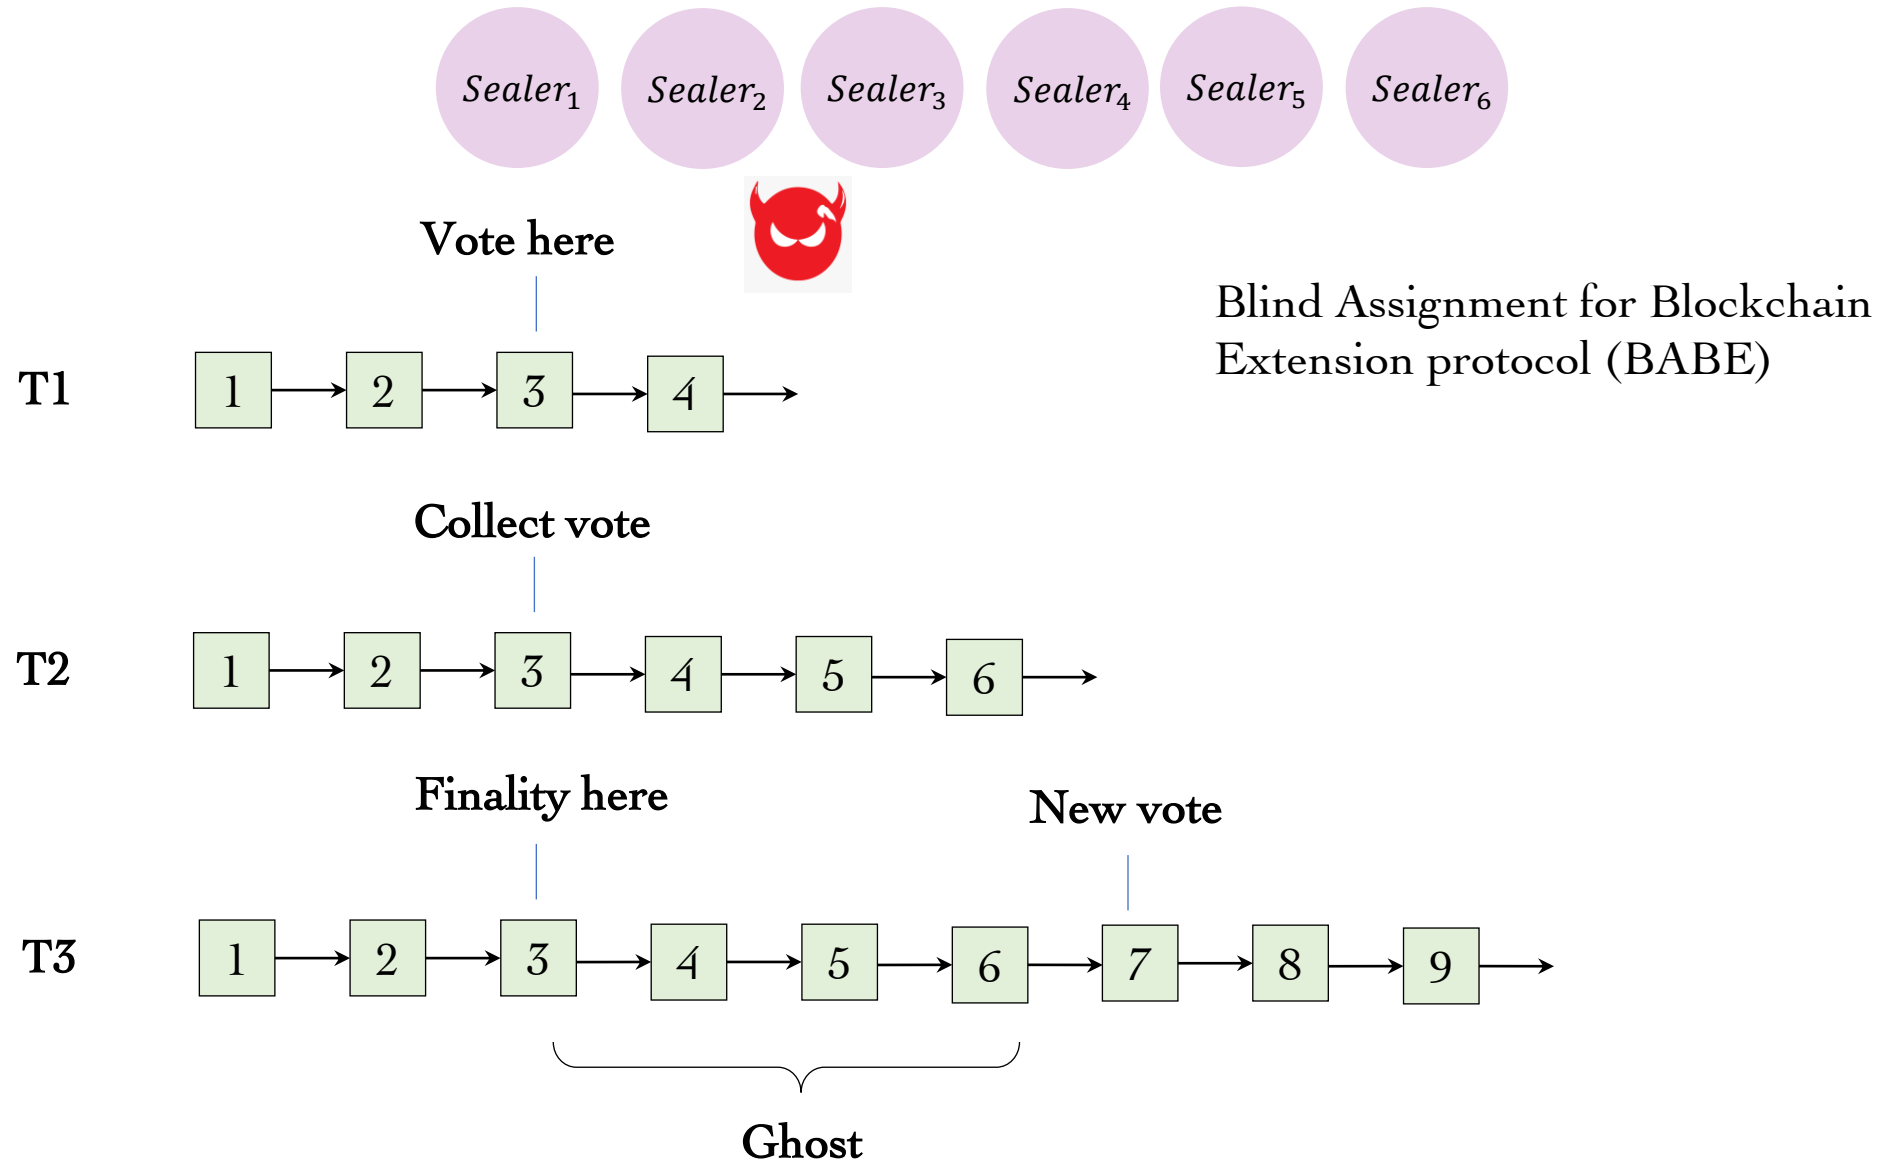 Sealer₁ Sealer₂ Sealer₃ Sealer₄ Sealer₅ Sealer₆
Vote here
Blind Assignment for Blockchain
Extension protocol (BABE)
T1 1 2 3 4
Collect vote
T2 1 2 3 4 5 6
Finality here
New vote
T3 1 2 3 4 5 6 7 8 9
Ghost